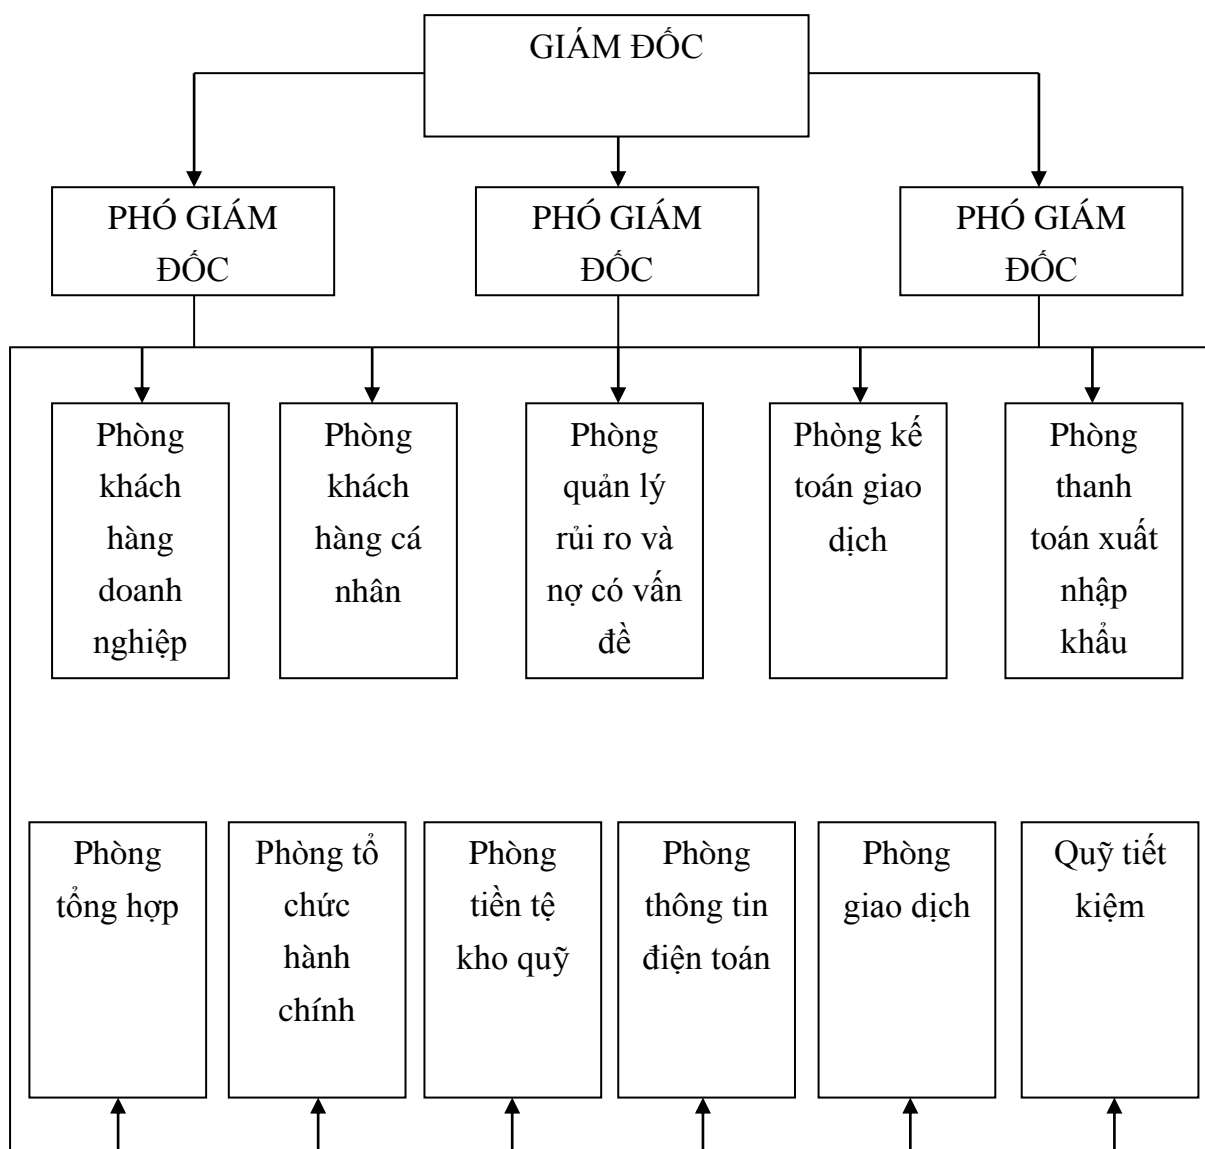 GIÁM ĐỐC
PHÓ GIÁM
ĐỐC
PHÓ GIÁM
ĐỐC
PHÓ GIÁM
ĐỐC
Phòng
khách
hàng
doanh
nghiệp
Phòng
khách
hàng cá
nhân
Phòng
quản lý
rủi ro và
nợ có vấn
đề
Phòng kế
toán giao
dịch
Phòng
thanh
toán xuất
nhập
khẩu
Phòng
tổng hợp
Phòng tổ
chức
hành
chính
Phòng
tiền tệ
kho quỹ
Phòng
thông tin
điện toán
Phòng
giao dịch
Quỹ tiết
kiệm